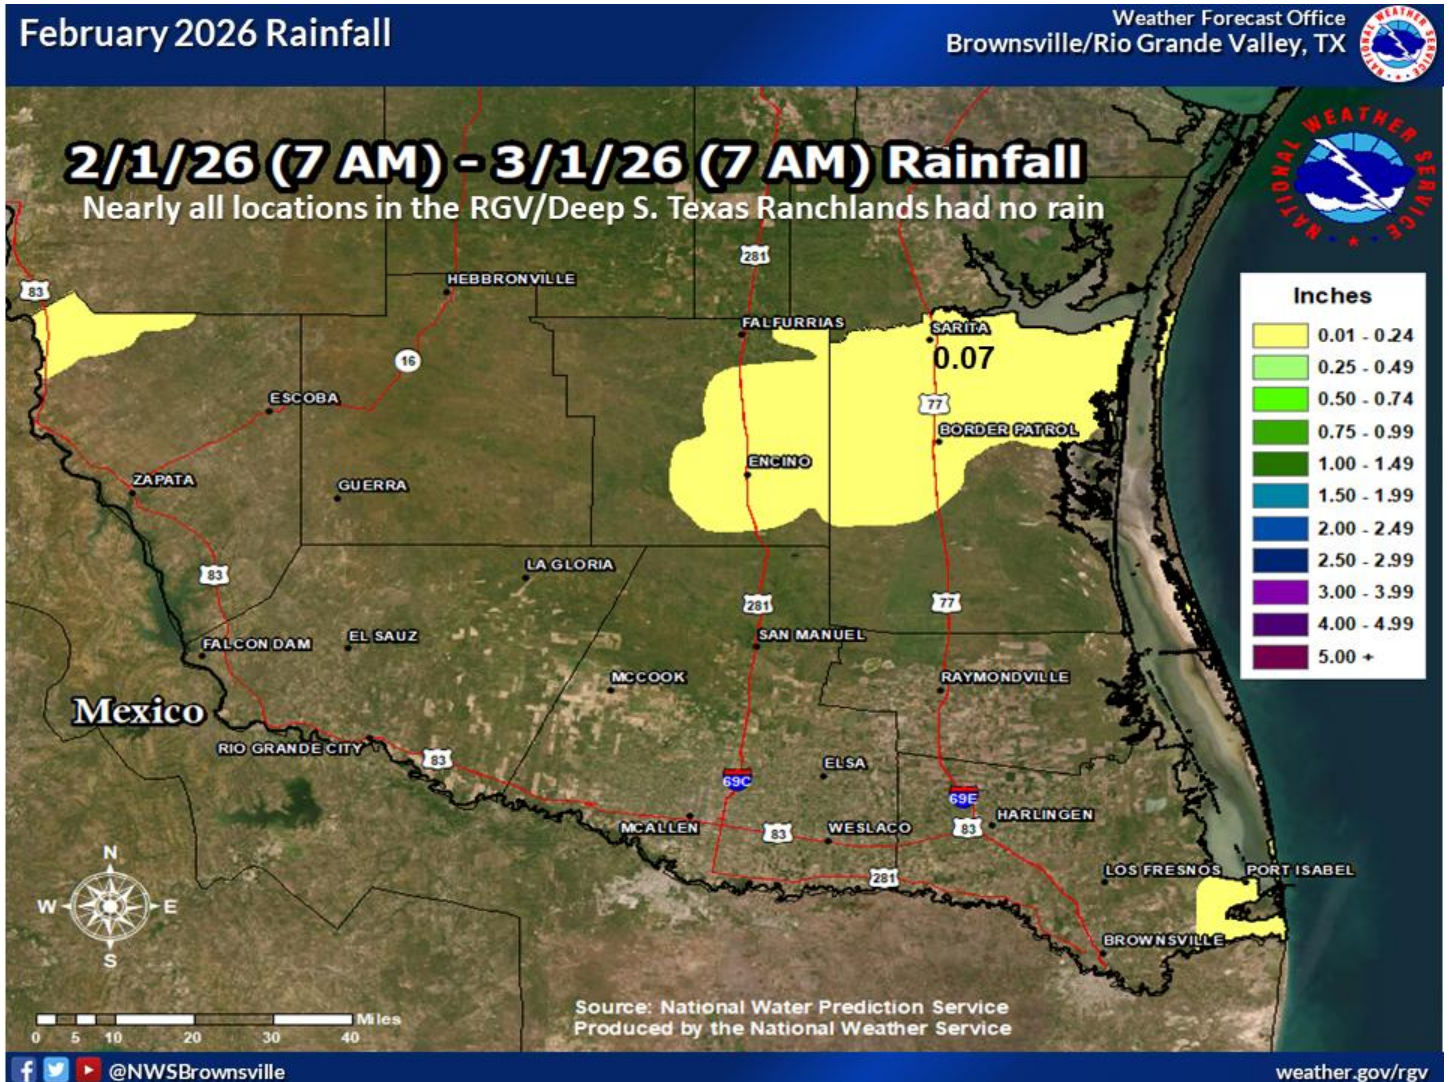 February 2026 Rainfall
Weather Forecast Office
Brownsville/Rio Grande Valley, TX
NATIONAL WEATHER SERVICE
2/1/26 (7 AM) - 3/1/26 (7 AM) Rainfall
Nearly all locations in the RGV/Deep S. Texas Ranchlands had no rain
NATIONAL WEATHER SERVICE
281
HEBBRONVILLE
83
Inches
0.01 - 0.24
0.25 - 0.49
0.50 - 0.74
0.75 - 0.99
1.00 - 1.49
1.50 - 1.99
2.00 - 2.49
2.50 - 2.99
3.00 - 3.99
4.00 - 4.99
5.00 +
FALFURRIAS
SARITA
0.07
16
ESCOBA
77
BORDER PATROL
ENCINO
ZAPATA
GUERRA
LA GLORIA
83
281
77
FALCON DAM
EL SAUZ
SAN MANUEL
MCCOOK
RAYMONDVILLE
Mexico
RIO GRANDE CITY
83
ELSA
69C
69E
HARLINGEN
MCALLEN
83
WESLACO
83
LOS FRESNOS
PORT ISABEL
281
BROWNSVILLE
N
W
E
S
Source: National Water Prediction Service
Produced by the National Weather Service
Miles
0 5 10 20 30 40
@NWSBrownsville
weather.gov/rgv